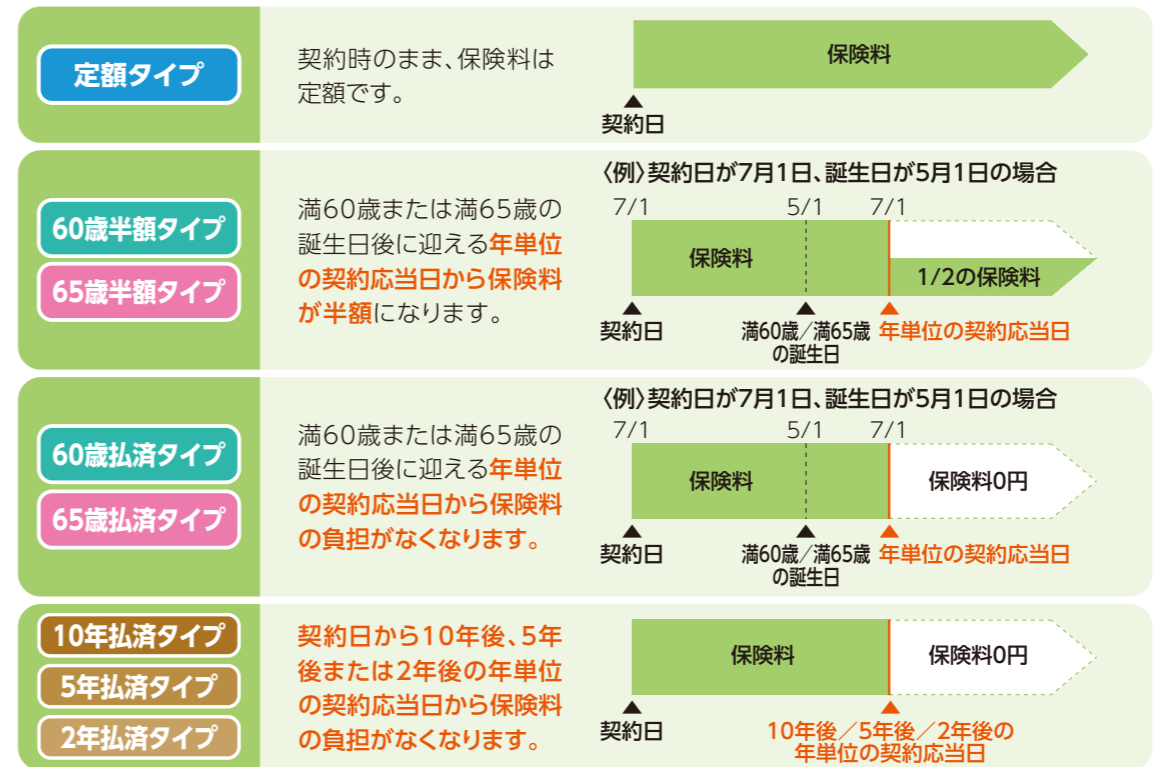 定額タイプ
契約時のまま、保険料は
定額です。
保険料
契約日
60歳半額タイプ
65歳半額タイプ
満60歳または満65歳の
誕生日後に迎える年単位
の契約応当日から保険料
が半額になります。
〈例〉契約日が7月1日、誕生日が5月1日の場合
7/1 5/1 7/1
保険料
1/2の保険料
契約日
満60歳/満65歳
の誕生日
年単位の契約応当日
60歳払済タイプ
65歳払済タイプ
満60歳または満65歳の
誕生日後に迎える年単位
の契約応当日から保険料
の負担がなくなります。
〈例〉契約日が7月1日、誕生日が5月1日の場合
7/1 5/1 7/1
保険料
保険料0円
契約日
満60歳/満65歳
の誕生日
年単位の契約応当日
10年払済タイプ
5年払済タイプ
2年払済タイプ
契約日から10年後、5年
後または2年後の年単位
の契約応当日から保険料
の負担がなくなります。
保険料
保険料0円
契約日
10年後/5年後/2年後の
年単位の契約応当日